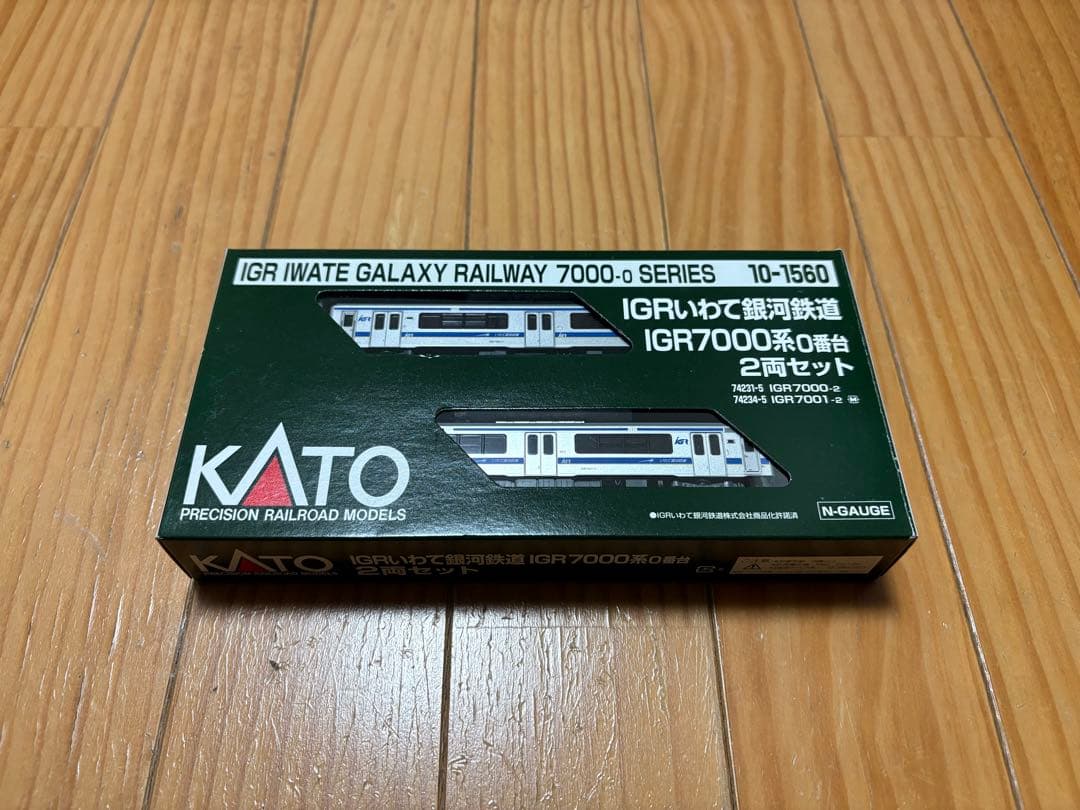 IGR IWATE GALAXY RAILWAY 7000-0 SERIES 10-1560
IGRいわて銀河鉄道
IGR7000系0番台
2両セット
74231-5 IGR7000-2
74234-5 IGR7001-2 M
iGR
iGR
KATO
PRECISION RAILROAD MODELS
●IGRいわて銀河鉄道株式会社商品化許諾済
N-GAUGE
KATO
PRECISION RAILROAD MODELS
IGRいわて銀河鉄道 IGR7000系0番台
2両セット